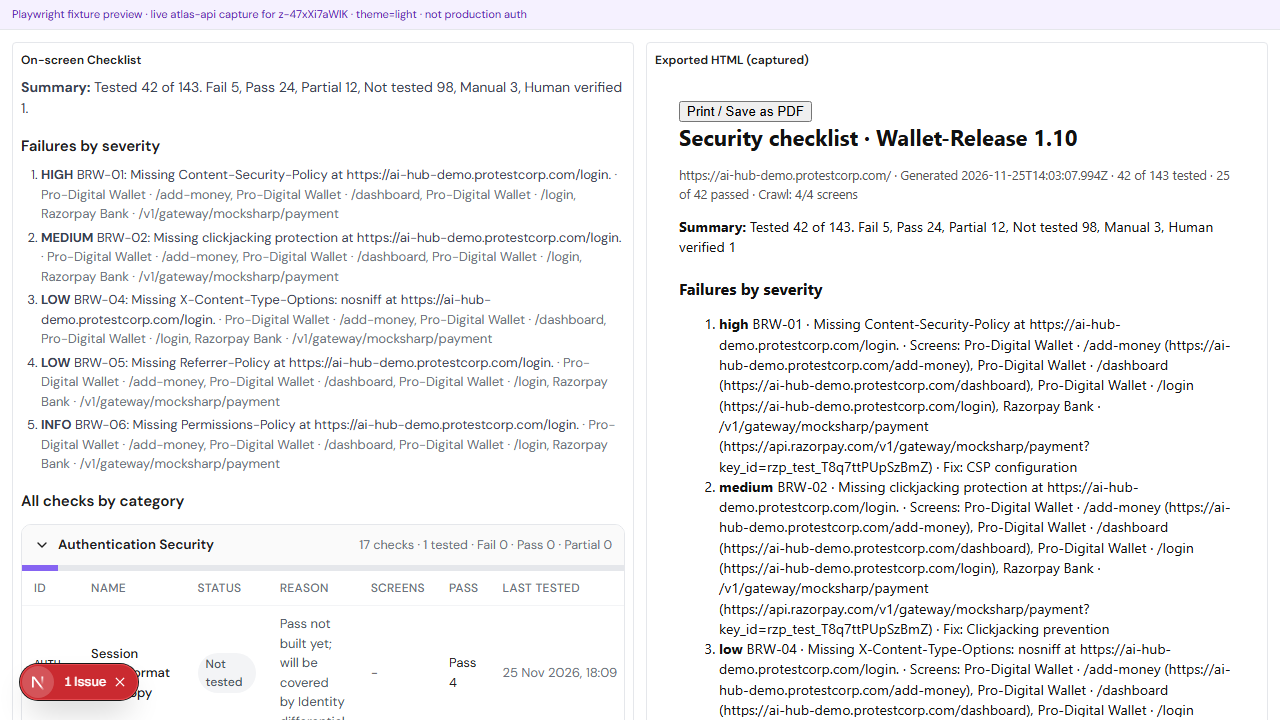 Playwright fixture preview · live atlas-api capture for z-47xXi7aWIK · theme=light · not production auth
On-screen Checklist
Summary: Tested 42 of 143. Fail 5, Pass 24, Partial 12, Not tested 98, Manual 3, Human verified
1.
Failures by severity
1. HIGH BRW-01: Missing Content-Security-Policy at https://ai-hub-demo.protestcorp.com/login. ·
Pro-Digital Wallet · /add-money, Pro-Digital Wallet · /dashboard, Pro-Digital Wallet · /login,
Razorpay Bank · /v1/gateway/mocksharp/payment
2. MEDIUM BRW-02: Missing clickjacking protection at https://ai-hub-demo.protestcorp.com/login.
· Pro-Digital Wallet · /add-money, Pro-Digital Wallet · /dashboard, Pro-Digital Wallet · /login,
Razorpay Bank · /v1/gateway/mocksharp/payment
3. LOW BRW-04: Missing X-Content-Type-Options: nosniff at https://ai-hub-
demo.protestcorp.com/login. · Pro-Digital Wallet · /add-money, Pro-Digital Wallet · /dashboard,
Pro-Digital Wallet · /login, Razorpay Bank · /v1/gateway/mocksharp/payment
4. LOW BRW-05: Missing Referrer-Policy at https://ai-hub-demo.protestcorp.com/login. · Pro-
Digital Wallet · /add-money, Pro-Digital Wallet · /dashboard, Pro-Digital Wallet · /login, Razorpay
Bank · /v1/gateway/mocksharp/payment
5. INFO BRW-06: Missing Permissions-Policy at https://ai-hub-demo.protestcorp.com/login. · Pro-
Digital Wallet · /add-money, Pro-Digital Wallet · /dashboard, Pro-Digital Wallet · /login, Razorpay
Bank · /v1/gateway/mocksharp/payment
All checks by category
Authentication Security 17 checks · 1 tested · Fail 0 · Pass 0 · Partial 0
ID NAME STATUS REASON SCREENS PASS LAST TESTED
Session
Not tested
Pass not
built yet;
will be
covered
by Identity
-
Pass
4
25 Nov 2026, 18:09
N 1 Issue
Exported HTML (captured)
Print / Save as PDF
Security checklist · Wallet-Release 1.10
https://ai-hub-demo.protestcorp.com/ · Generated 2026-11-25T14:03:07.994Z · 42 of 143 tested · 25
of 42 passed · Crawl: 4/4 screens
Summary: Tested 42 of 143. Fail 5, Pass 24, Partial 12, Not tested 98, Manual 3, Human
verified 1
Failures by severity
1. high BRW-01 · Missing Content-Security-Policy at https://ai-hub-
demo.protestcorp.com/login. · Screens: Pro-Digital Wallet · /add-money (https://ai-
hub-demo.protestcorp.com/add-money), Pro-Digital Wallet · /dashboard
(https://ai-hub-demo.protestcorp.com/dashboard), Pro-Digital Wallet · /login
(https://ai-hub-demo.protestcorp.com/login), Razorpay Bank ·
/v1/gateway/mocksharp/payment
(https://api.razorpay.com/v1/gateway/mocksharp/payment?
key_id=rzp_test_T8q7ttPUpSzBmZ) · Fix: CSP configuration
2. medium BRW-02 · Missing clickjacking protection at https://ai-hub-
demo.protestcorp.com/login. · Screens: Pro-Digital Wallet · /add-money (https://ai-
hub-demo.protestcorp.com/add-money), Pro-Digital Wallet · /dashboard
(https://ai-hub-demo.protestcorp.com/dashboard), Pro-Digital Wallet · /login
(https://ai-hub-demo.protestcorp.com/login), Razorpay Bank ·
/v1/gateway/mocksharp/payment
(https://api.razorpay.com/v1/gateway/mocksharp/payment?
key_id=rzp_test_T8q7ttPUpSzBmZ) · Fix: Clickjacking prevention
3. low BRW-04 · Missing X-Content-Type-Options: nosniff at https://ai-hub-
demo.protestcorp.com/login. · Screens: Pro-Digital Wallet · /add-money (https://ai-
hub-demo.protestcorp.com/add-money), Pro-Digital Wallet · /dashboard
(https://ai-hub-demo.protestcorp.com/dashboard), Pro-Digital Wallet · /login